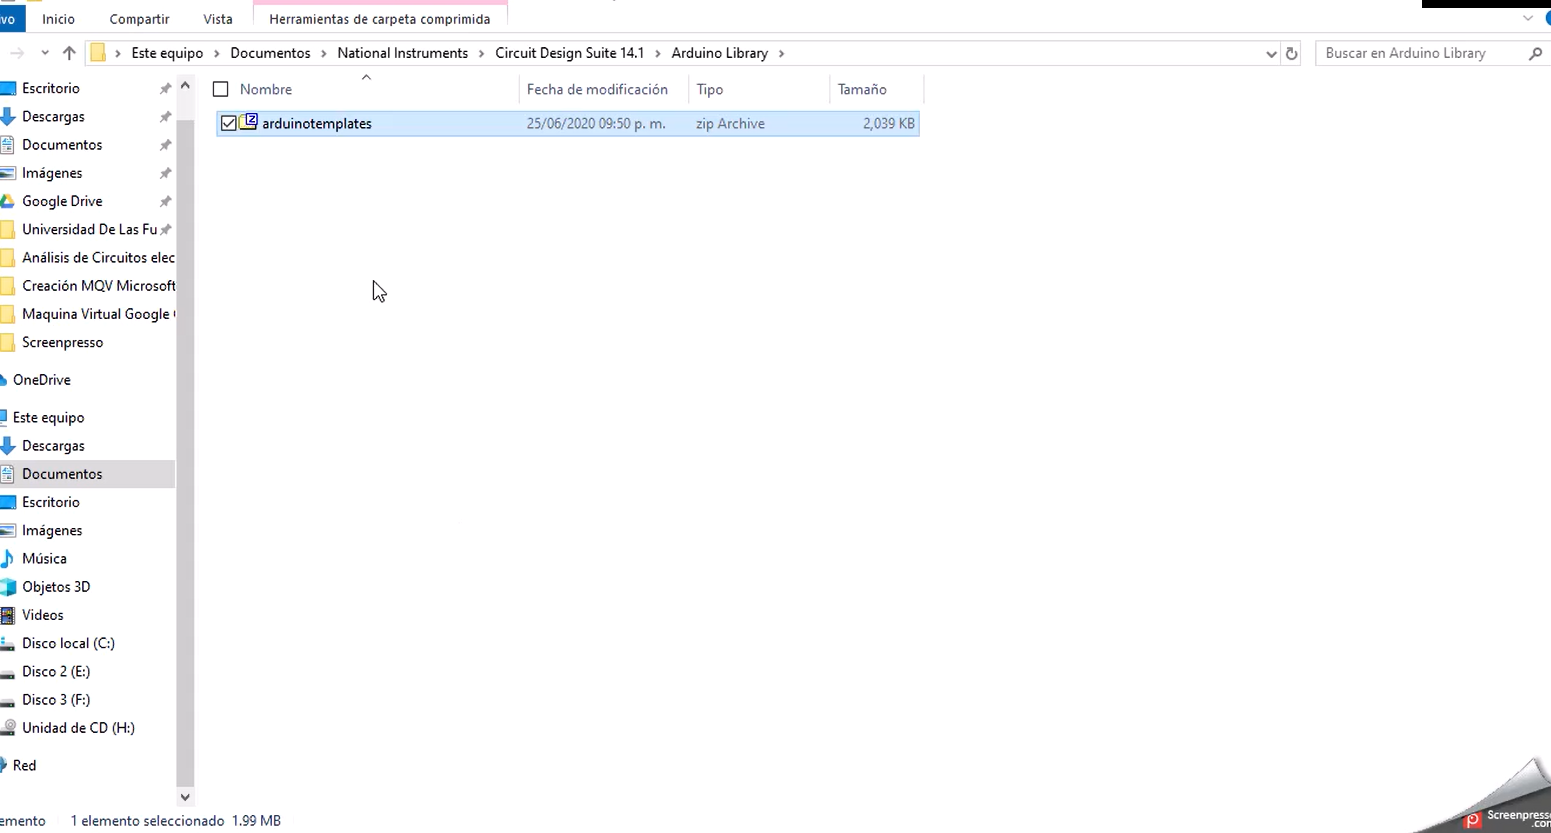 vo Inicio Compartir Vista Herramientas de carpeta comprimida
Este equipo Documentos National Instruments Circuit Design Suite 14.1 Arduino Library Buscar en Arduino Library
Nombre Fecha de modificación Tipo Tamaño
arduinotemplates 25/06/2020 09:50 p. m. zip Archive 2,039 KB
Escritorio
Descargas
Documentos
Imágenes
Google Drive
Universidad De Las Fu
Análisis de Circuitos elec
Creación MQV Microsoft
Maquina Virtual Google
Screenpresso
OneDrive
Este equipo
Descargas
Documentos
Escritorio
Imágenes
Música
Objetos 3D
Videos
Disco local (C:)
Disco 2 (E:)
Disco 3 (F:)
Unidad de CD (H:)
Red
emento 1 elemento seleccionado 1.99 MB
Screenpresso
.com